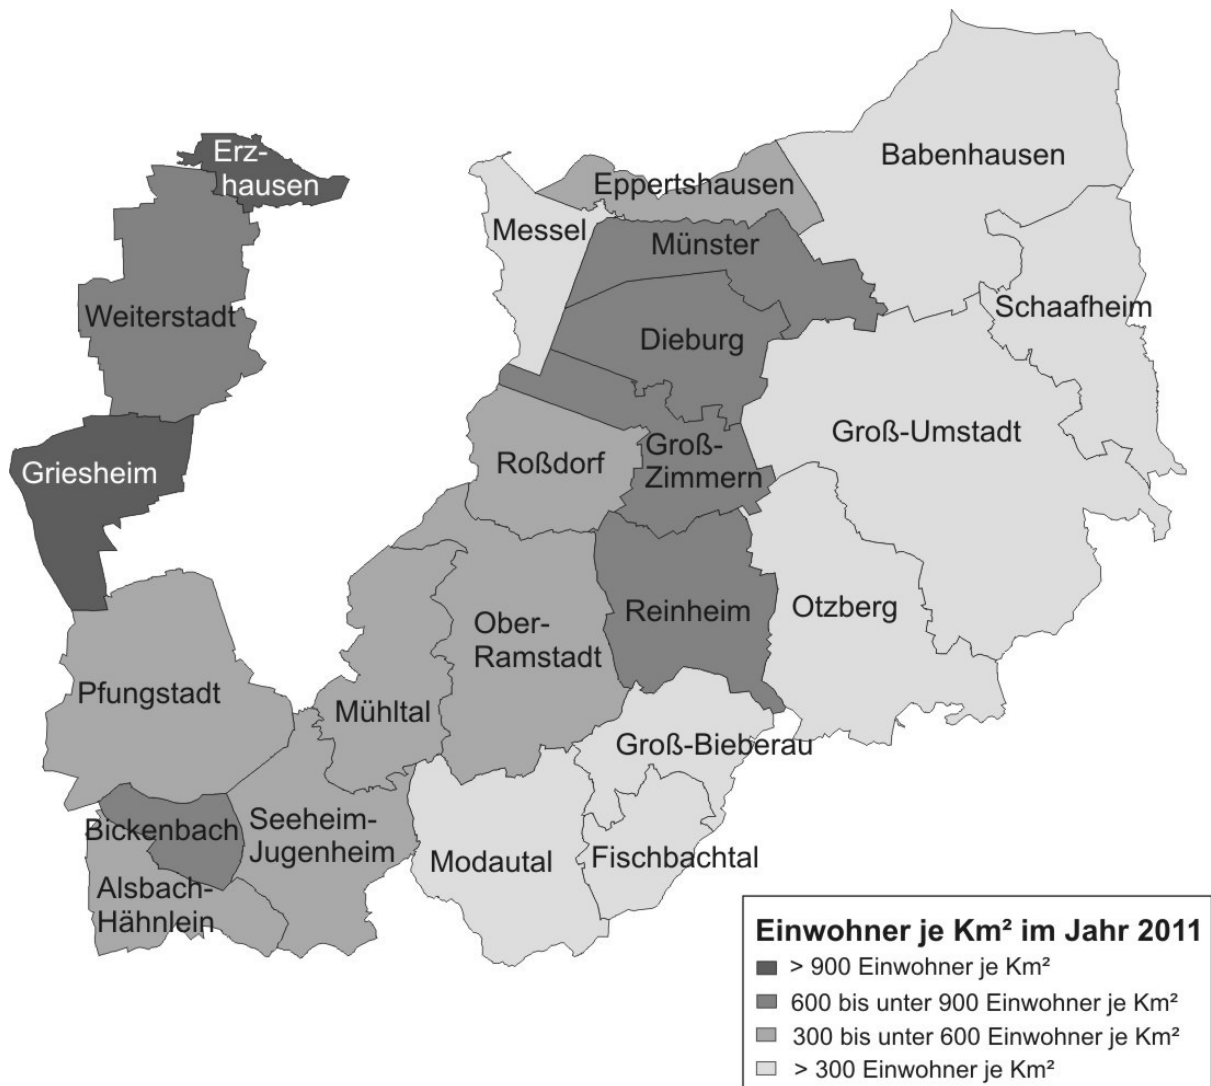 Erz-
hausen
Babenhausen
Eppertshausen
Messel
Münster
Schaafheim
Weiterstadt
Dieburg
Groß-Umstadt
Griesheim
Roßdorf
Groß-
Zimmern
Otzberg
Reinheim
Ober-
Ramstadt
Pfungstadt
Mühltal
Groß-Bieberau
Bickenbach
Seeheim-
Jugenheim
Modautal
Fischbachtal
Alsbach-
Hähnlein
Einwohner je Km² im Jahr 2011
> 900 Einwohner je Km²
600 bis unter 900 Einwohner je Km²
300 bis unter 600 Einwohner je Km²
> 300 Einwohner je Km²